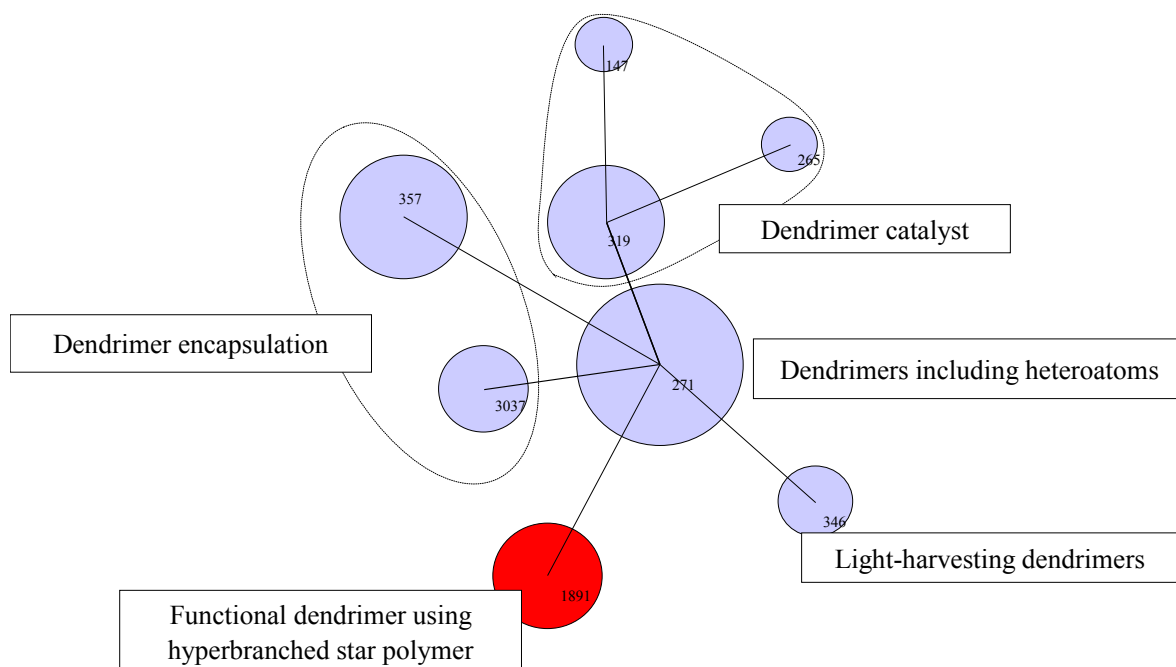 147
265
357
319
Dendrimer catalyst
Dendrimer encapsulation
271
Dendrimers including heteroatoms
3037
346
Light-harvesting dendrimers
1891
Functional dendrimer using
hyperbranched star polymer